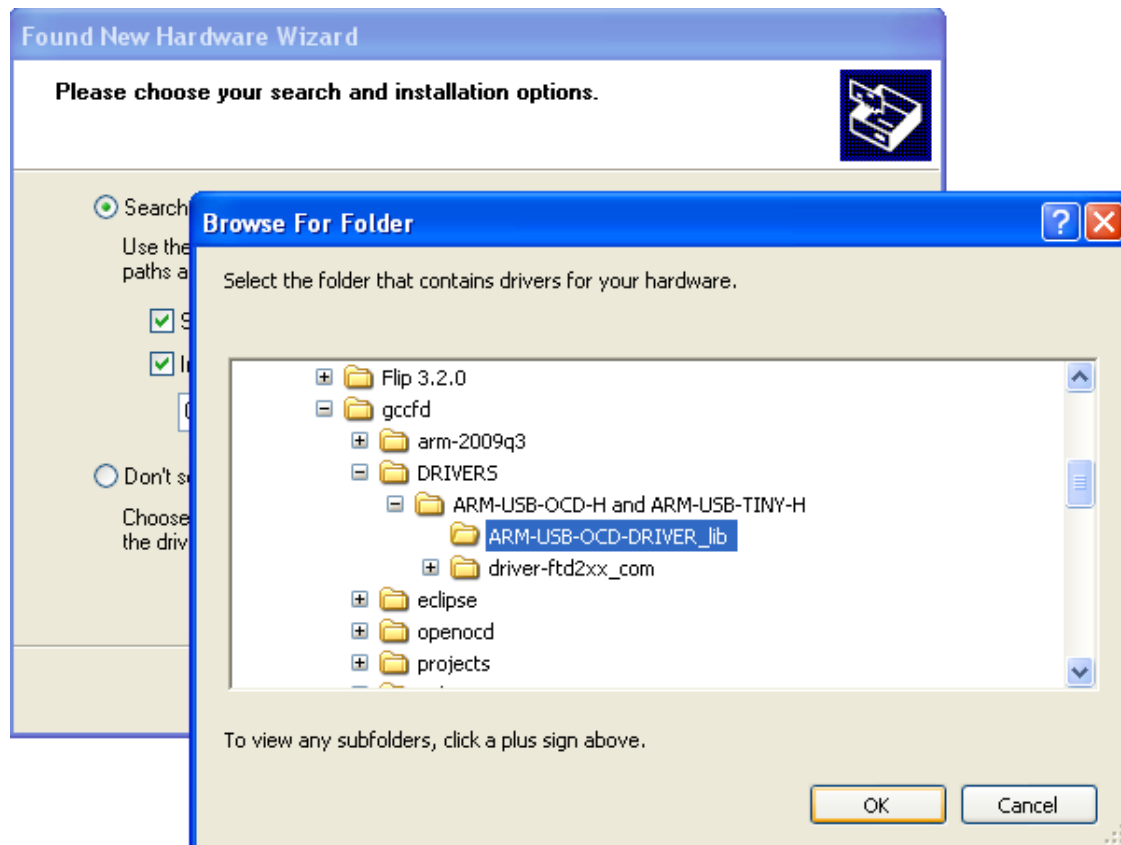 Found New Hardware Wizard
Please choose your search and installation options.
Search
Use the
paths a
Browse For Folder
Select the folder that contains drivers for your hardware.
Flip 3.2.0
gccfd
arm-2009q3
DRIVERS
ARM-USB-OCD-H and ARM-USB-TINY-H
ARM-USB-OCD-DRIVER_lib
driver-ftd2xx_com
eclipse
openocd
projects
Don't se
Choose
the driv
To view any subfolders, click a plus sign above.
OK
Cancel